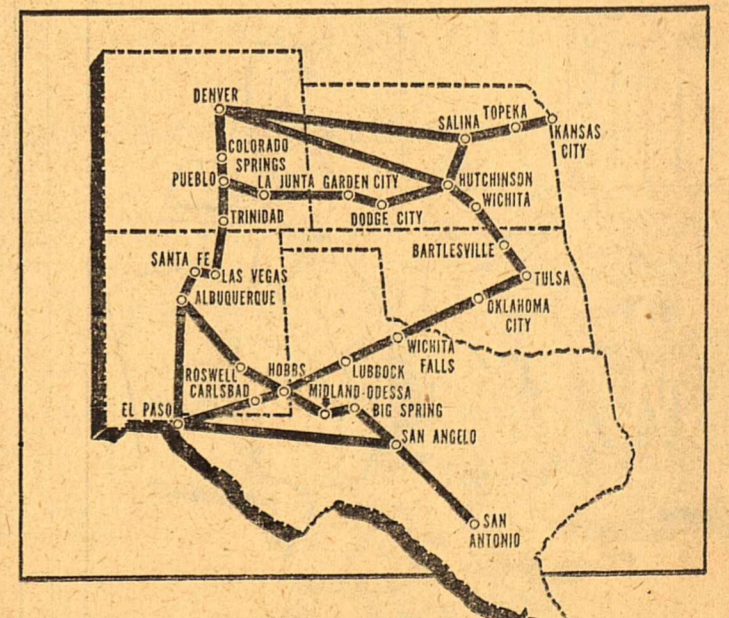 DENVER
SALINA
TOPEKA
KANSAS
CITY
COLORADO
SPRINGS
PUEBLO
LA JUNTA
GARDEN CITY
HUTCHINSON
WICHITA
DODGE CITY
TRINIDAD
BARTLESVILLE
SANTA FE
LAS VEGAS
TULSA
ALBUQUERQUE
OKLAHOMA
CITY
WICHITA
FALLS
ROSWELL
HOBBS
LUBBOCK
CARLSBAD
MIDLAND-ODESSA
EL PASO
BIG SPRING
SAN ANGELO
SAN
ANTONIO